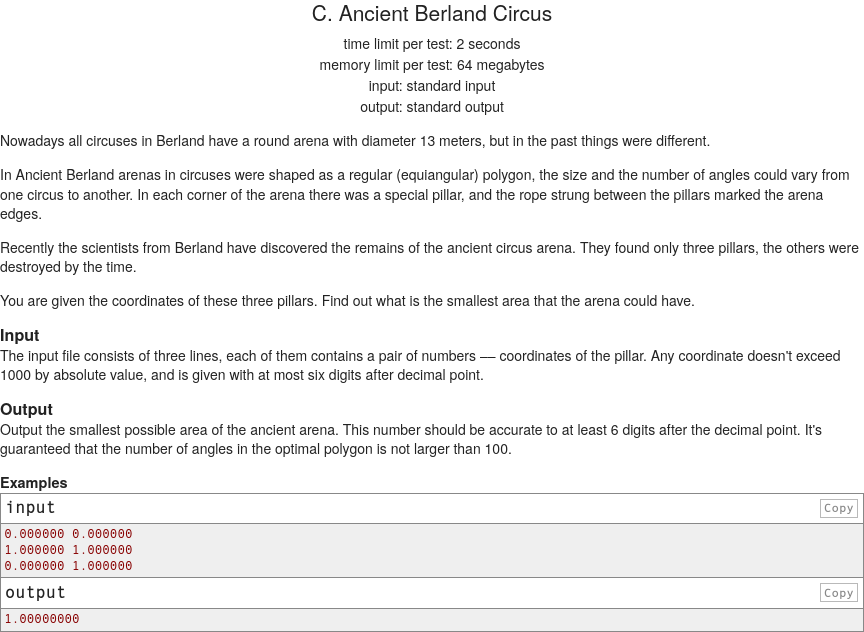 C. Ancient Berland Circus
time limit per test: 2 seconds
memory limit per test: 64 megabytes
input: standard input
output: standard output
Nowadays all circuses in Berland have a round arena with diameter 13 meters, but in the past things were different.
In Ancient Berland arenas in circuses were shaped as a regular (equiangular) polygon, the size and the number of angles could vary from
one circus to another. In each corner of the arena there was a special pillar, and the rope strung between the pillars marked the arena
edges.
Recently the scientists from Berland have discovered the remains of the ancient circus arena. They found only three pillars, the others were
destroyed by the time.
You are given the coordinates of these three pillars. Find out what is the smallest area that the arena could have.
Input
The input file consists of three lines, each of them contains a pair of numbers — coordinates of the pillar. Any coordinate doesn't exceed
1000 by absolute value, and is given with at most six digits after decimal point.
Output
Output the smallest possible area of the ancient arena. This number should be accurate to at least 6 digits after the decimal point. It's
guaranteed that the number of angles in the optimal polygon is not larger than 100.
Examples
input Copy
0.000000 0.000000
1.000000 1.000000
0.000000 1.000000
output Copy
1.00000000